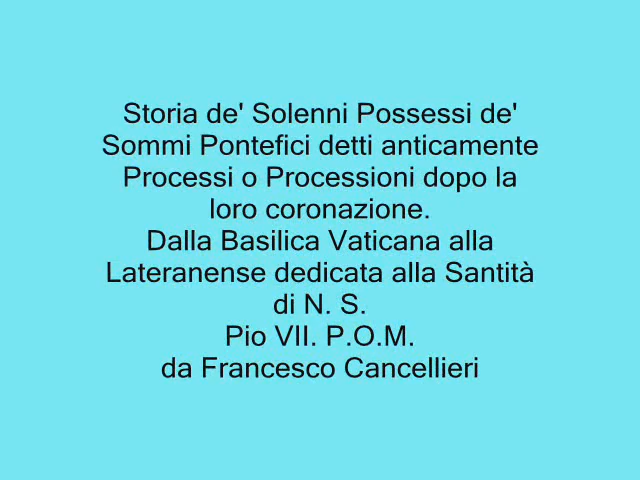 Storia de' Solenni Possessi de'
Sommi Pontefici detti anticamente
Processi o Processioni dopo la
loro coronazione.
Dalla Basilica Vaticana alla
Lateranense dedicata alla Santità
di N. S.
Pio VII. P.O.M.
da Francesco Cancellieri